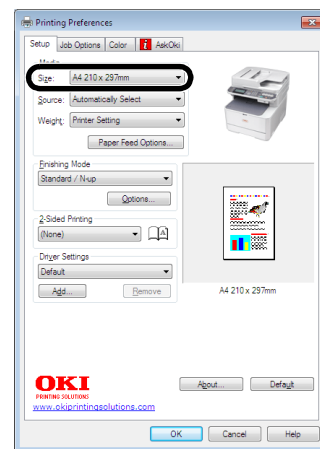 Printing Preferences
Setup Job Options Color AskOki
Mode
Size: A4 210 x 297mm
Source: Automatically Select
Weight: Printer Setting
Paper Feed Options...
Finishing Mode
Standard / N-up
Options...
2-Sided Printing
(None)
A
Driver Settings
Default
Add... Remove
A4 210 x 297mm
OKI
PRINTING SOLUTIONS
www.okiprintingsolutions.com
About... Default
OK Cancel Help